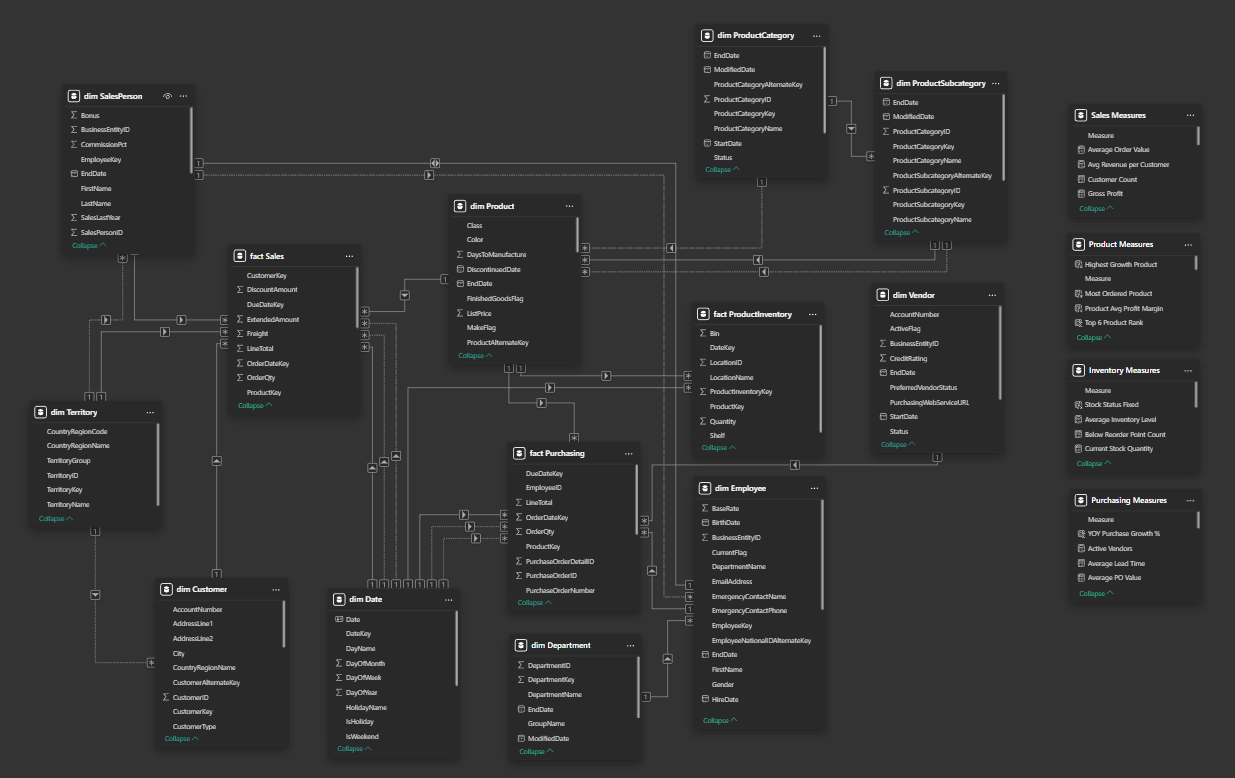 dim SalesPerson
Bonus
BusinessEntityID
CommissionPct
EmployeeKey
EndDate
FirstName
LastName
SalesLastYear
SalesPersonID
Collapse
fact Sales
CustomerKey
DiscountAmount
DueDateKey
ExtendedAmount
Freight
LineTotal
OrderDateKey
OrderQty
ProductKey
Collapse
dim Territory
CountryRegionCode
CountryRegionName
TerritoryGroup
TerritoryID
TerritoryKey
TerritoryName
Collapse
dim Customer
AccountNumber
AddressLine1
AddressLine2
City
CountryRegionName
CustomerAlternateKey
CustomerID
CustomerKey
CustomerType
Collapse
dim Date
Date
DateKey
DayName
DayOfMonth
DayOfWeek
DayOfYear
HolidayName
IsHoliday
IsWeekend
Collapse
dim Product
Class
Color
DaysToManufacture
DiscontinuedDate
EndDate
FinishedGoodsFlag
ListPrice
MakeFlag
ProductAlternateKey
Collapse
fact Purchasing
DueDateKey
EmployeeID
LineTotal
OrderDateKey
OrderQty
ProductKey
PurchaseOrderDetailID
PurchaseOrderID
PurchaseOrderNumber
Collapse
dim Department
DepartmentID
DepartmentKey
DepartmentName
EndDate
GroupName
ModifiedDate
Collapse
dim ProductCategory
EndDate
ModifiedDate
ProductCategoryAlternateKey
ProductCategoryID
ProductCategoryKey
ProductCategoryName
StartDate
Status
Collapse
dim ProductSubcategory
EndDate
ModifiedDate
ProductCategoryID
ProductCategoryKey
ProductCategoryName
ProductSubcategoryAlternateKey
ProductSubcategoryID
ProductSubcategoryKey
ProductSubcategoryName
Collapse
fact ProductInventory
Bin
DateKey
LocationID
LocationName
ProductInventoryKey
ProductKey
Quantity
Shelf
Collapse
dim Vendor
AccountNumber
ActiveFlag
BusinessEntityID
CreditRating
EndDate
PreferredVendorStatus
PurchasingWebServiceURL
StartDate
Status
Collapse
dim Employee
BaseRate
BirthDate
BusinessEntityID
CurrentFlag
DepartmentName
EmailAddress
EmergencyContactName
EmergencyContactPhone
EmployeeKey
EmployeeNationalIDAlternateKey
EndDate
FirstName
Gender
HireDate
Collapse
Sales Measures
Measure
Average Order Value
Avg Revenue per Customer
Customer Count
Gross Profit
Collapse
Product Measures
Highest Growth Product
Measure
Most Ordered Product
Product Avg Profit Margin
Top 6 Product Rank
Collapse
Inventory Measures
Measure
Stock Status Fixed
Average Inventory Level
Below Reorder Point Count
Current Stock Quantity
Collapse
Purchasing Measures
Measure
YOY Purchase Growth %
Active Vendors
Average Lead Time
Average PO Value
Collapse